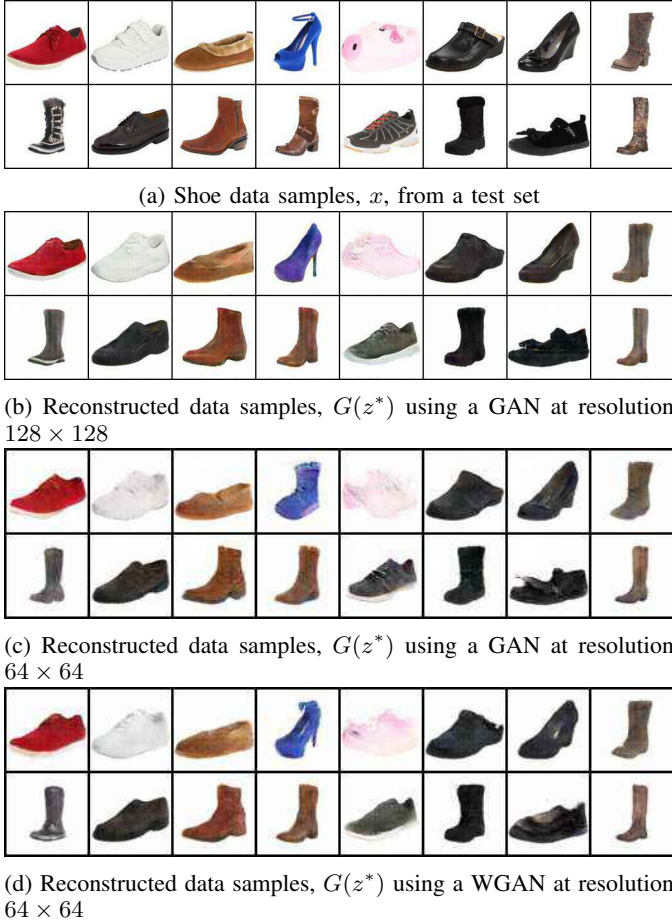 (a) Shoe data samples, x, from a test set
(b) Reconstructed data samples, G(z*) using a GAN at resolution
128 × 128
(c) Reconstructed data samples, G(z*) using a GAN at resolution
64 × 64
(d) Reconstructed data samples, G(z*) using a WGAN at resolution
64 × 64